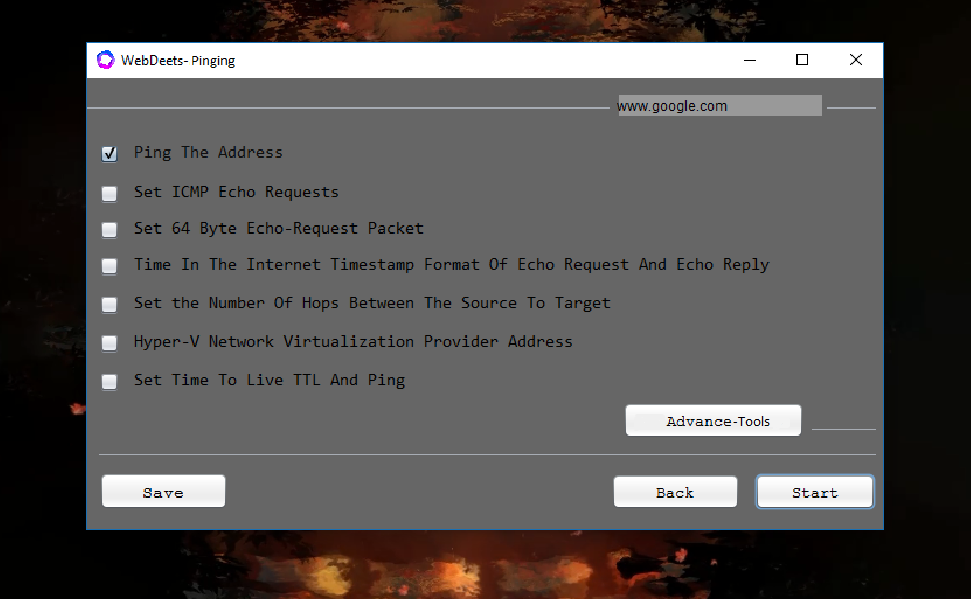 WebDeets- Pinging
www.google.com
Ping The Address
Set ICMP Echo Requests
Set 64 Byte Echo-Request Packet
Time In The Internet Timestamp Format Of Echo Request And Echo Reply
Set the Number Of Hops Between The Source To Target
Hyper-V Network Virtualization Provider Address
Set Time To Live TTL And Ping
Advance-Tools
Save
Back
Start